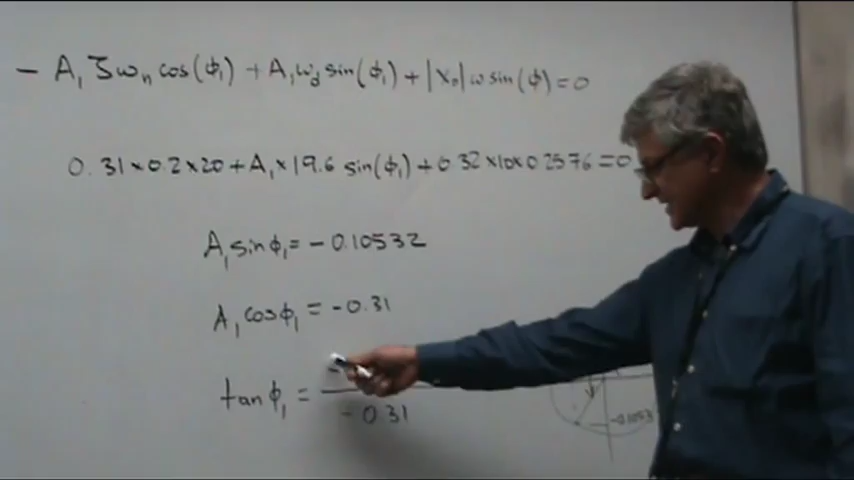 - A₁ ζωₙ cos(ϕ₁) + A₁ω_d sin(ϕ₁) + |Xₚ| ω sin(ϕ) = 0
0.31 × 0.2 × 20 + A₁ × 19.6 sin(ϕ₁) + 0.32 × 10 × 0.2576 = 0
A₁ sin ϕ₁ = - 0.10532
A₁ cos ϕ₁ = - 0.31
tan ϕ₁ = - / - 0.31
-0.1053